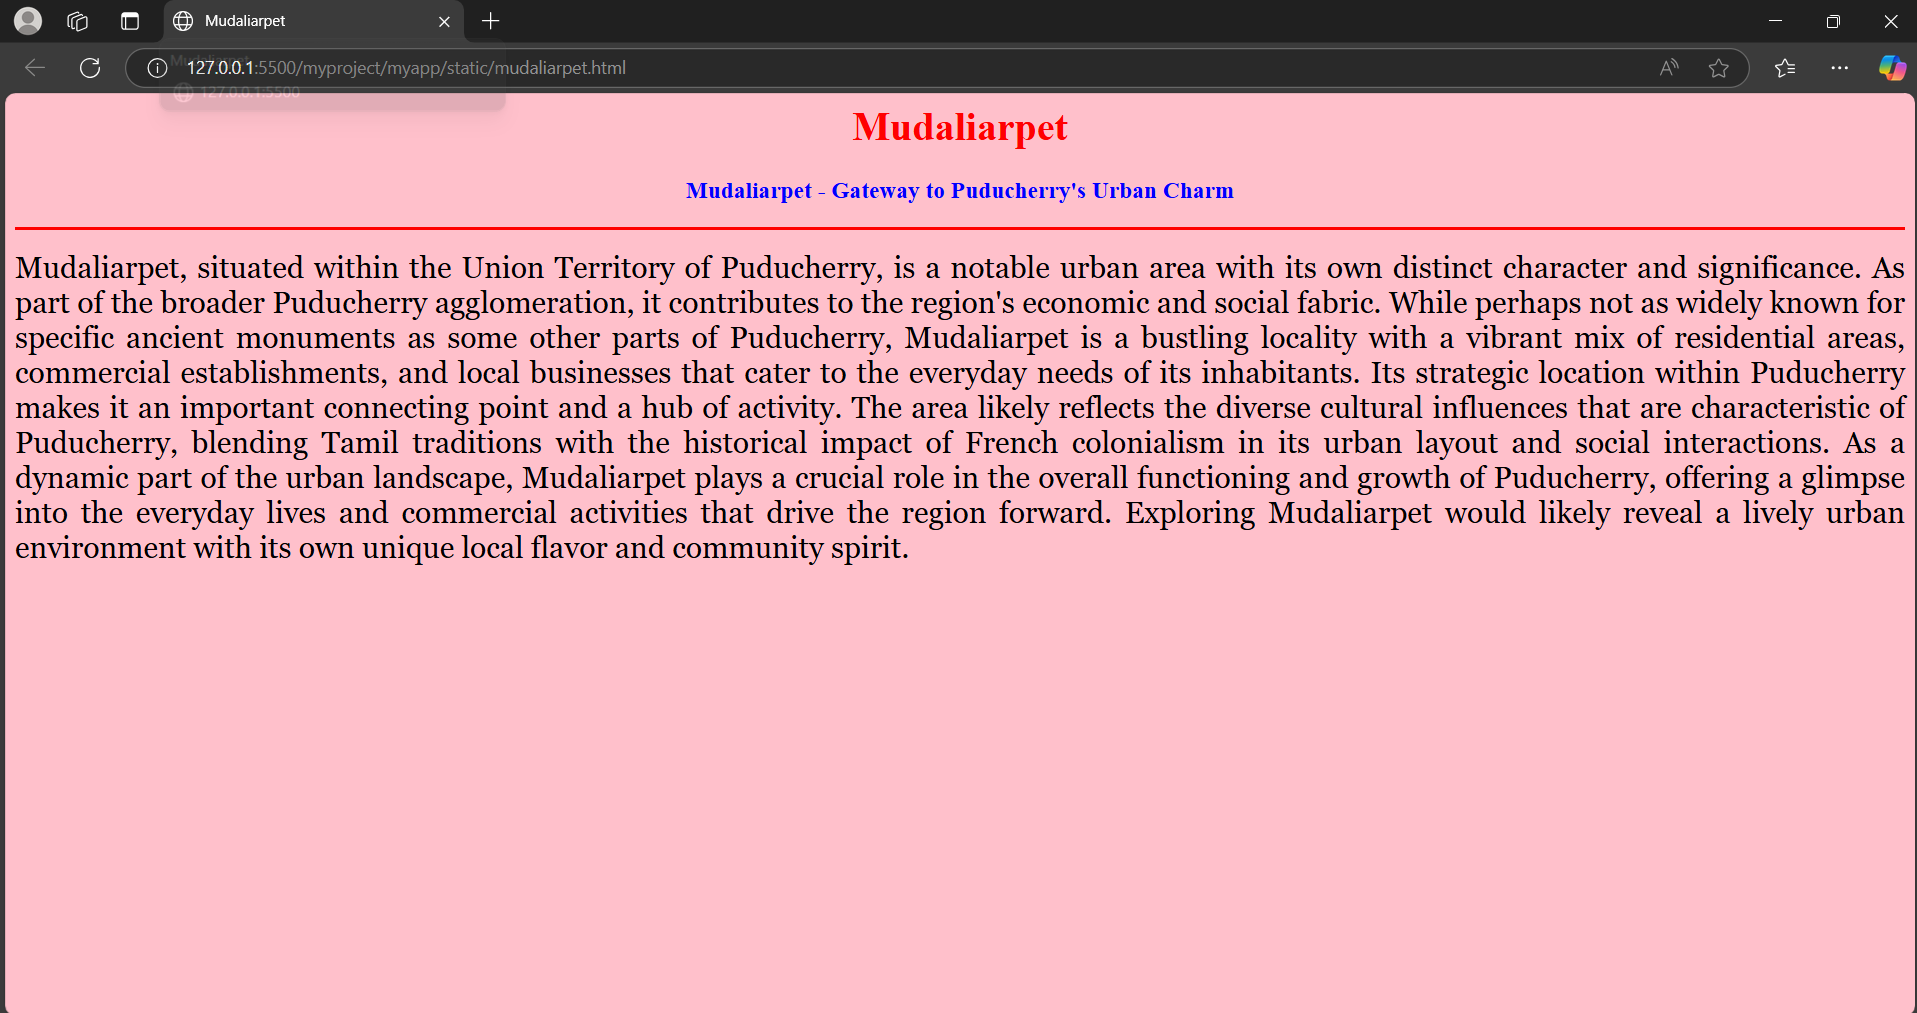 Mudaliarpet
127.0.0.1:5500/myproject/myapp/static/mudaliarpet.html
127.0.0.1:5500
Mudaliarpet
Mudaliarpet - Gateway to Puducherry's Urban Charm
Mudaliarpet, situated within the Union Territory of Puducherry, is a notable urban area with its own distinct character and significance. As
part of the broader Puducherry agglomeration, it contributes to the region's economic and social fabric. While perhaps not as widely known for
specific ancient monuments as some other parts of Puducherry, Mudaliarpet is a bustling locality with a vibrant mix of residential areas,
commercial establishments, and local businesses that cater to the everyday needs of its inhabitants. Its strategic location within Puducherry
makes it an important connecting point and a hub of activity. The area likely reflects the diverse cultural influences that are characteristic of
Puducherry, blending Tamil traditions with the historical impact of French colonialism in its urban layout and social interactions. As a
dynamic part of the urban landscape, Mudaliarpet plays a crucial role in the overall functioning and growth of Puducherry, offering a glimpse
into the everyday lives and commercial activities that drive the region forward. Exploring Mudaliarpet would likely reveal a lively urban
environment with its own unique local flavor and community spirit.